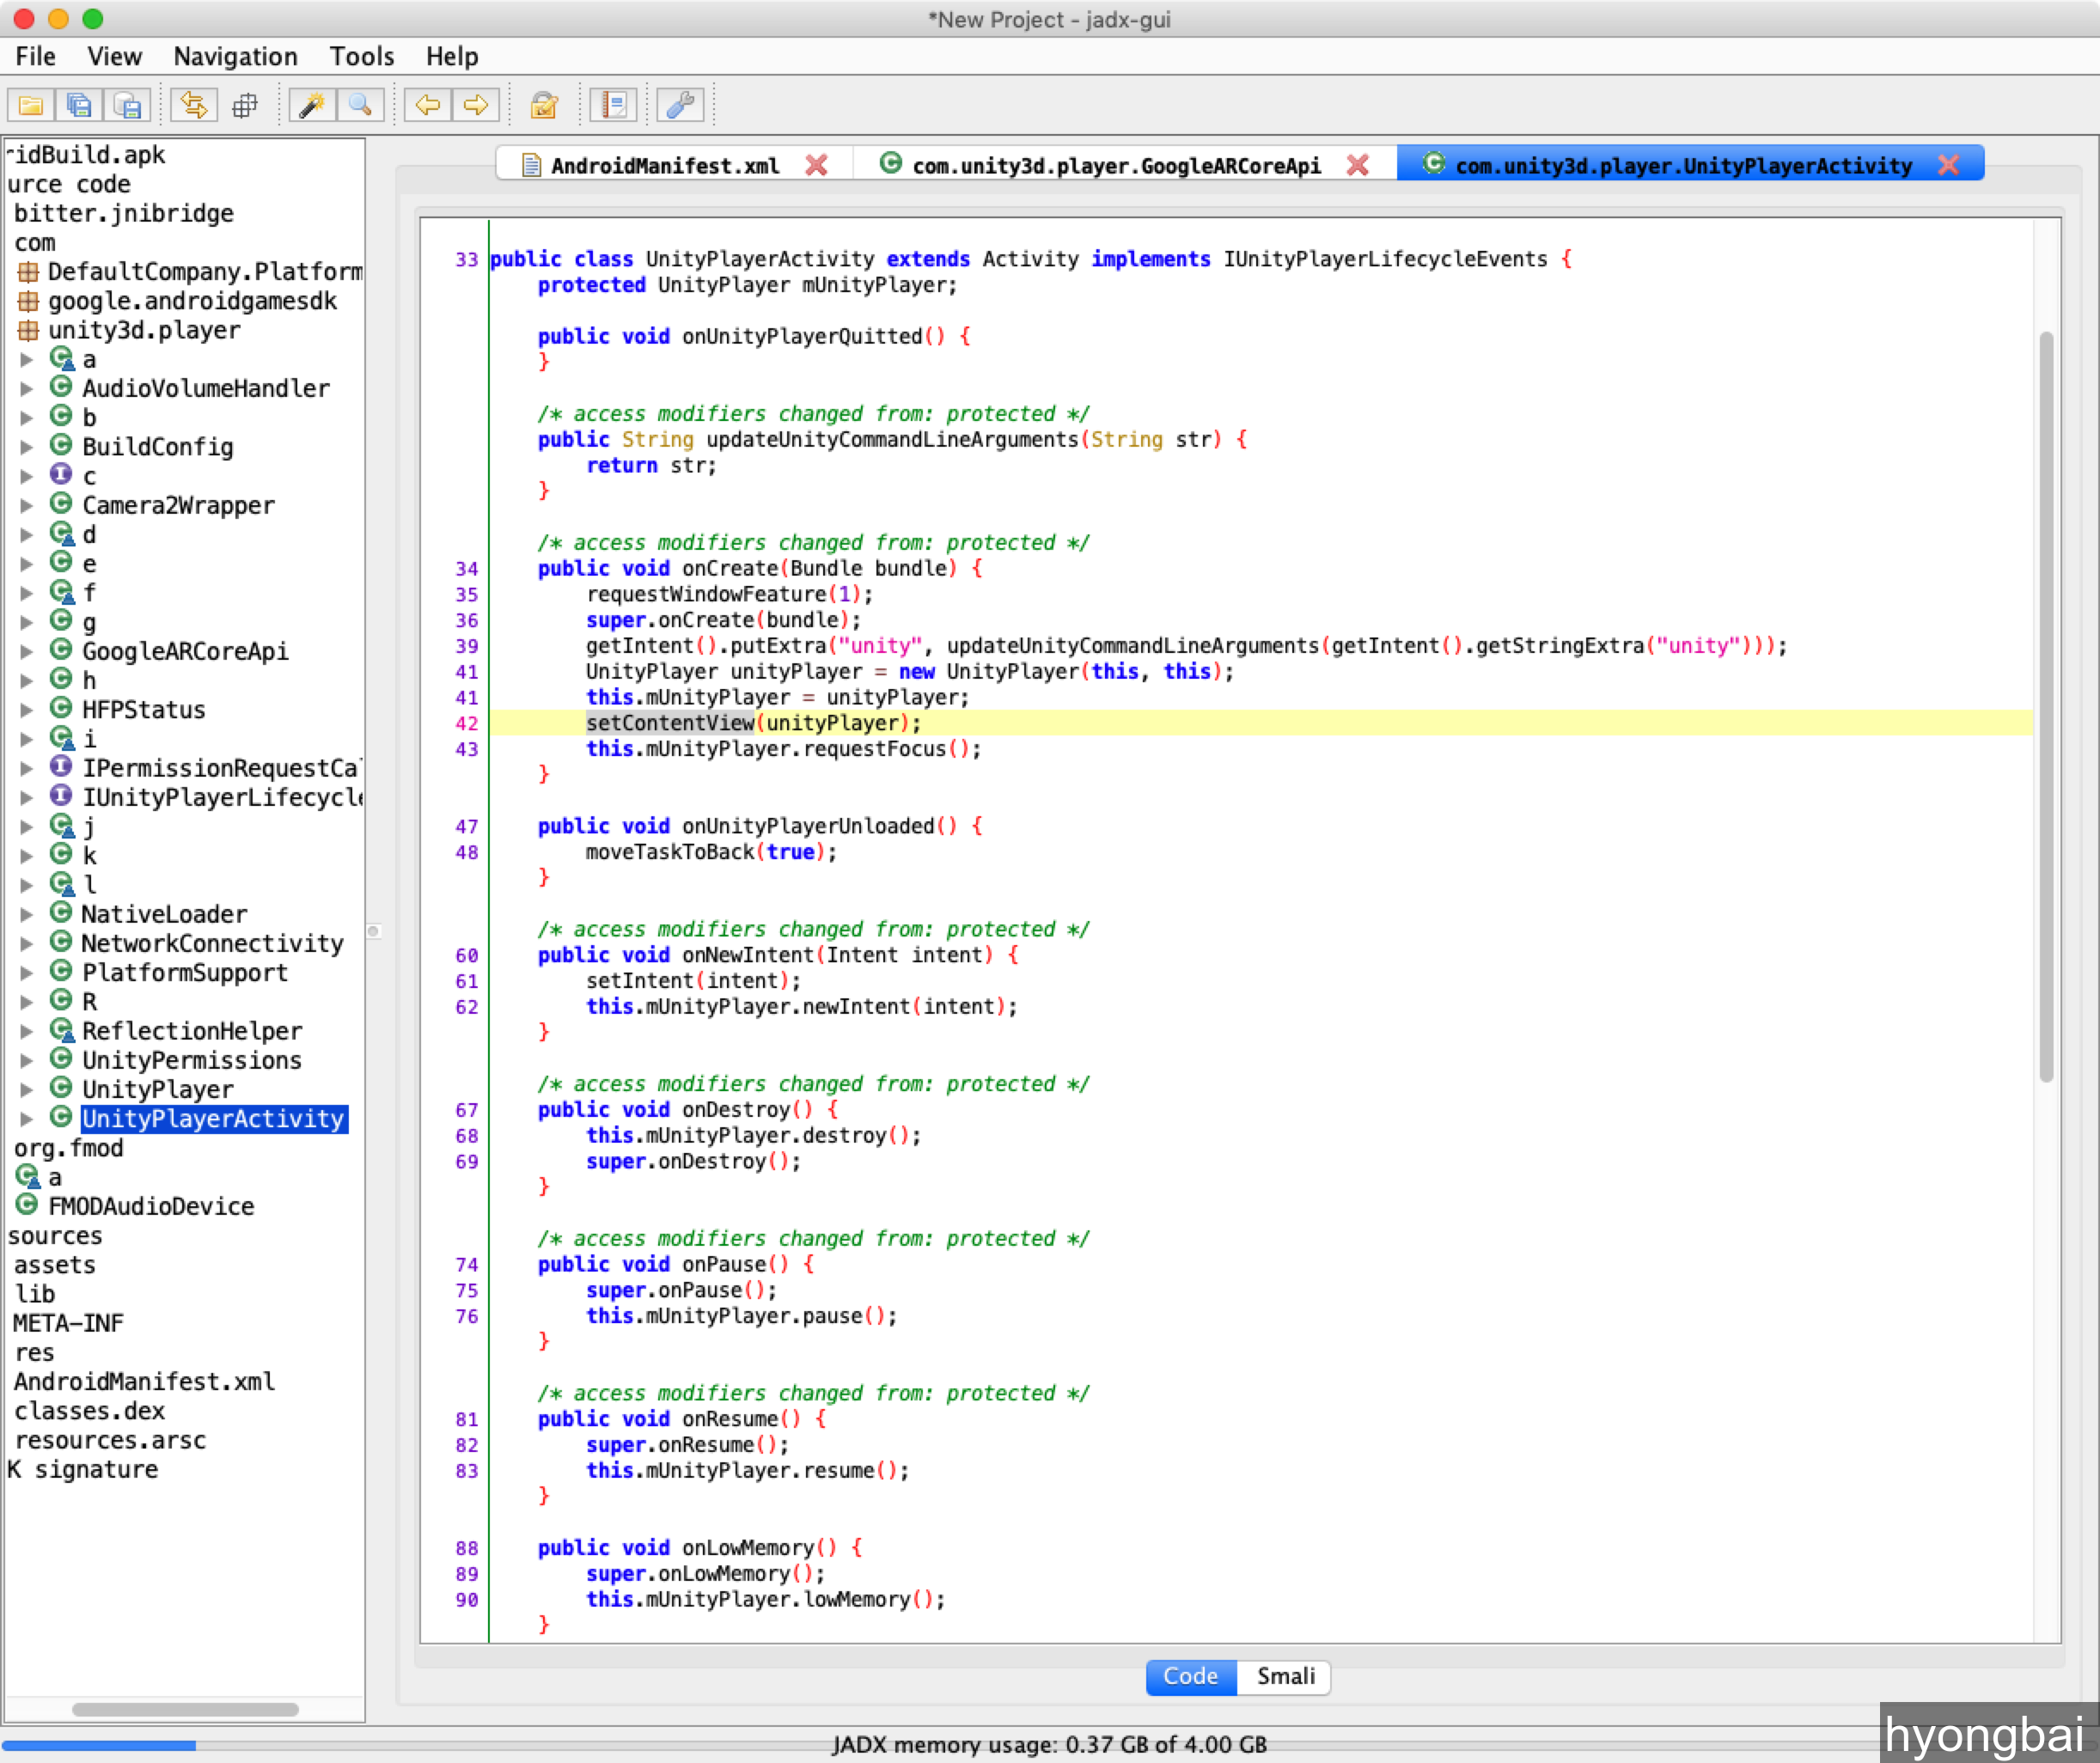 *New Project - jadx-gui
File View Navigation Tools Help
idBuild.apk
urce code
bitter.jnibridge
com
DefaultCompany.Platform
google.androidgamesdk
unity3d.player
a
AudioVolumeHandler
b
BuildConfig
c
Camera2Wrapper
d
e
f
g
GoogleARCoreApi
h
HFPStatus
i
IPermissionRequestCal
IUnityPlayerLifecycle
j
k
l
NativeLoader
NetworkConnectivity
PlatformSupport
R
ReflectionHelper
UnityPermissions
UnityPlayer
UnityPlayerActivity
org.fmod
a
FMODAudioDevice
sources
assets
lib
META-INF
res
AndroidManifest.xml
classes.dex
resources.arsc
K signature
AndroidManifest.xml com.unity3d.player.GoogleARCoreApi com.unity3d.player.UnityPlayerActivity
33 public class UnityPlayerActivity extends Activity implements IUnityPlayerLifecycleEvents {
protected UnityPlayer mUnityPlayer;
public void onUnityPlayerQuitted() {
}
/* access modifiers changed from: protected */
public String updateUnityCommandLineArguments(String str) {
return str;
}
/* access modifiers changed from: protected */
34 public void onCreate(Bundle bundle) {
35 requestWindowFeature(1);
36 super.onCreate(bundle);
39 getIntent().putExtra("unity", updateUnityCommandLineArguments(getIntent().getStringExtra("unity")));
41 UnityPlayer unityPlayer = new UnityPlayer(this, this);
41 this.mUnityPlayer = unityPlayer;
42 setContentView(unityPlayer);
43 this.mUnityPlayer.requestFocus();
}
47 public void onUnityPlayerUnloaded() {
48 moveTaskToBack(true);
}
/* access modifiers changed from: protected */
60 public void onNewIntent(Intent intent) {
61 setIntent(intent);
62 this.mUnityPlayer.newIntent(intent);
}
/* access modifiers changed from: protected */
67 public void onDestroy() {
68 this.mUnityPlayer.destroy();
69 super.onDestroy();
}
/* access modifiers changed from: protected */
74 public void onPause() {
75 super.onPause();
76 this.mUnityPlayer.pause();
}
/* access modifiers changed from: protected */
81 public void onResume() {
82 super.onResume();
83 this.mUnityPlayer.resume();
}
88 public void onLowMemory() {
89 super.onLowMemory();
90 this.mUnityPlayer.lowMemory();
}
Code Smali
JADX memory usage: 0.37 GB of 4.00 GB
hyongbai